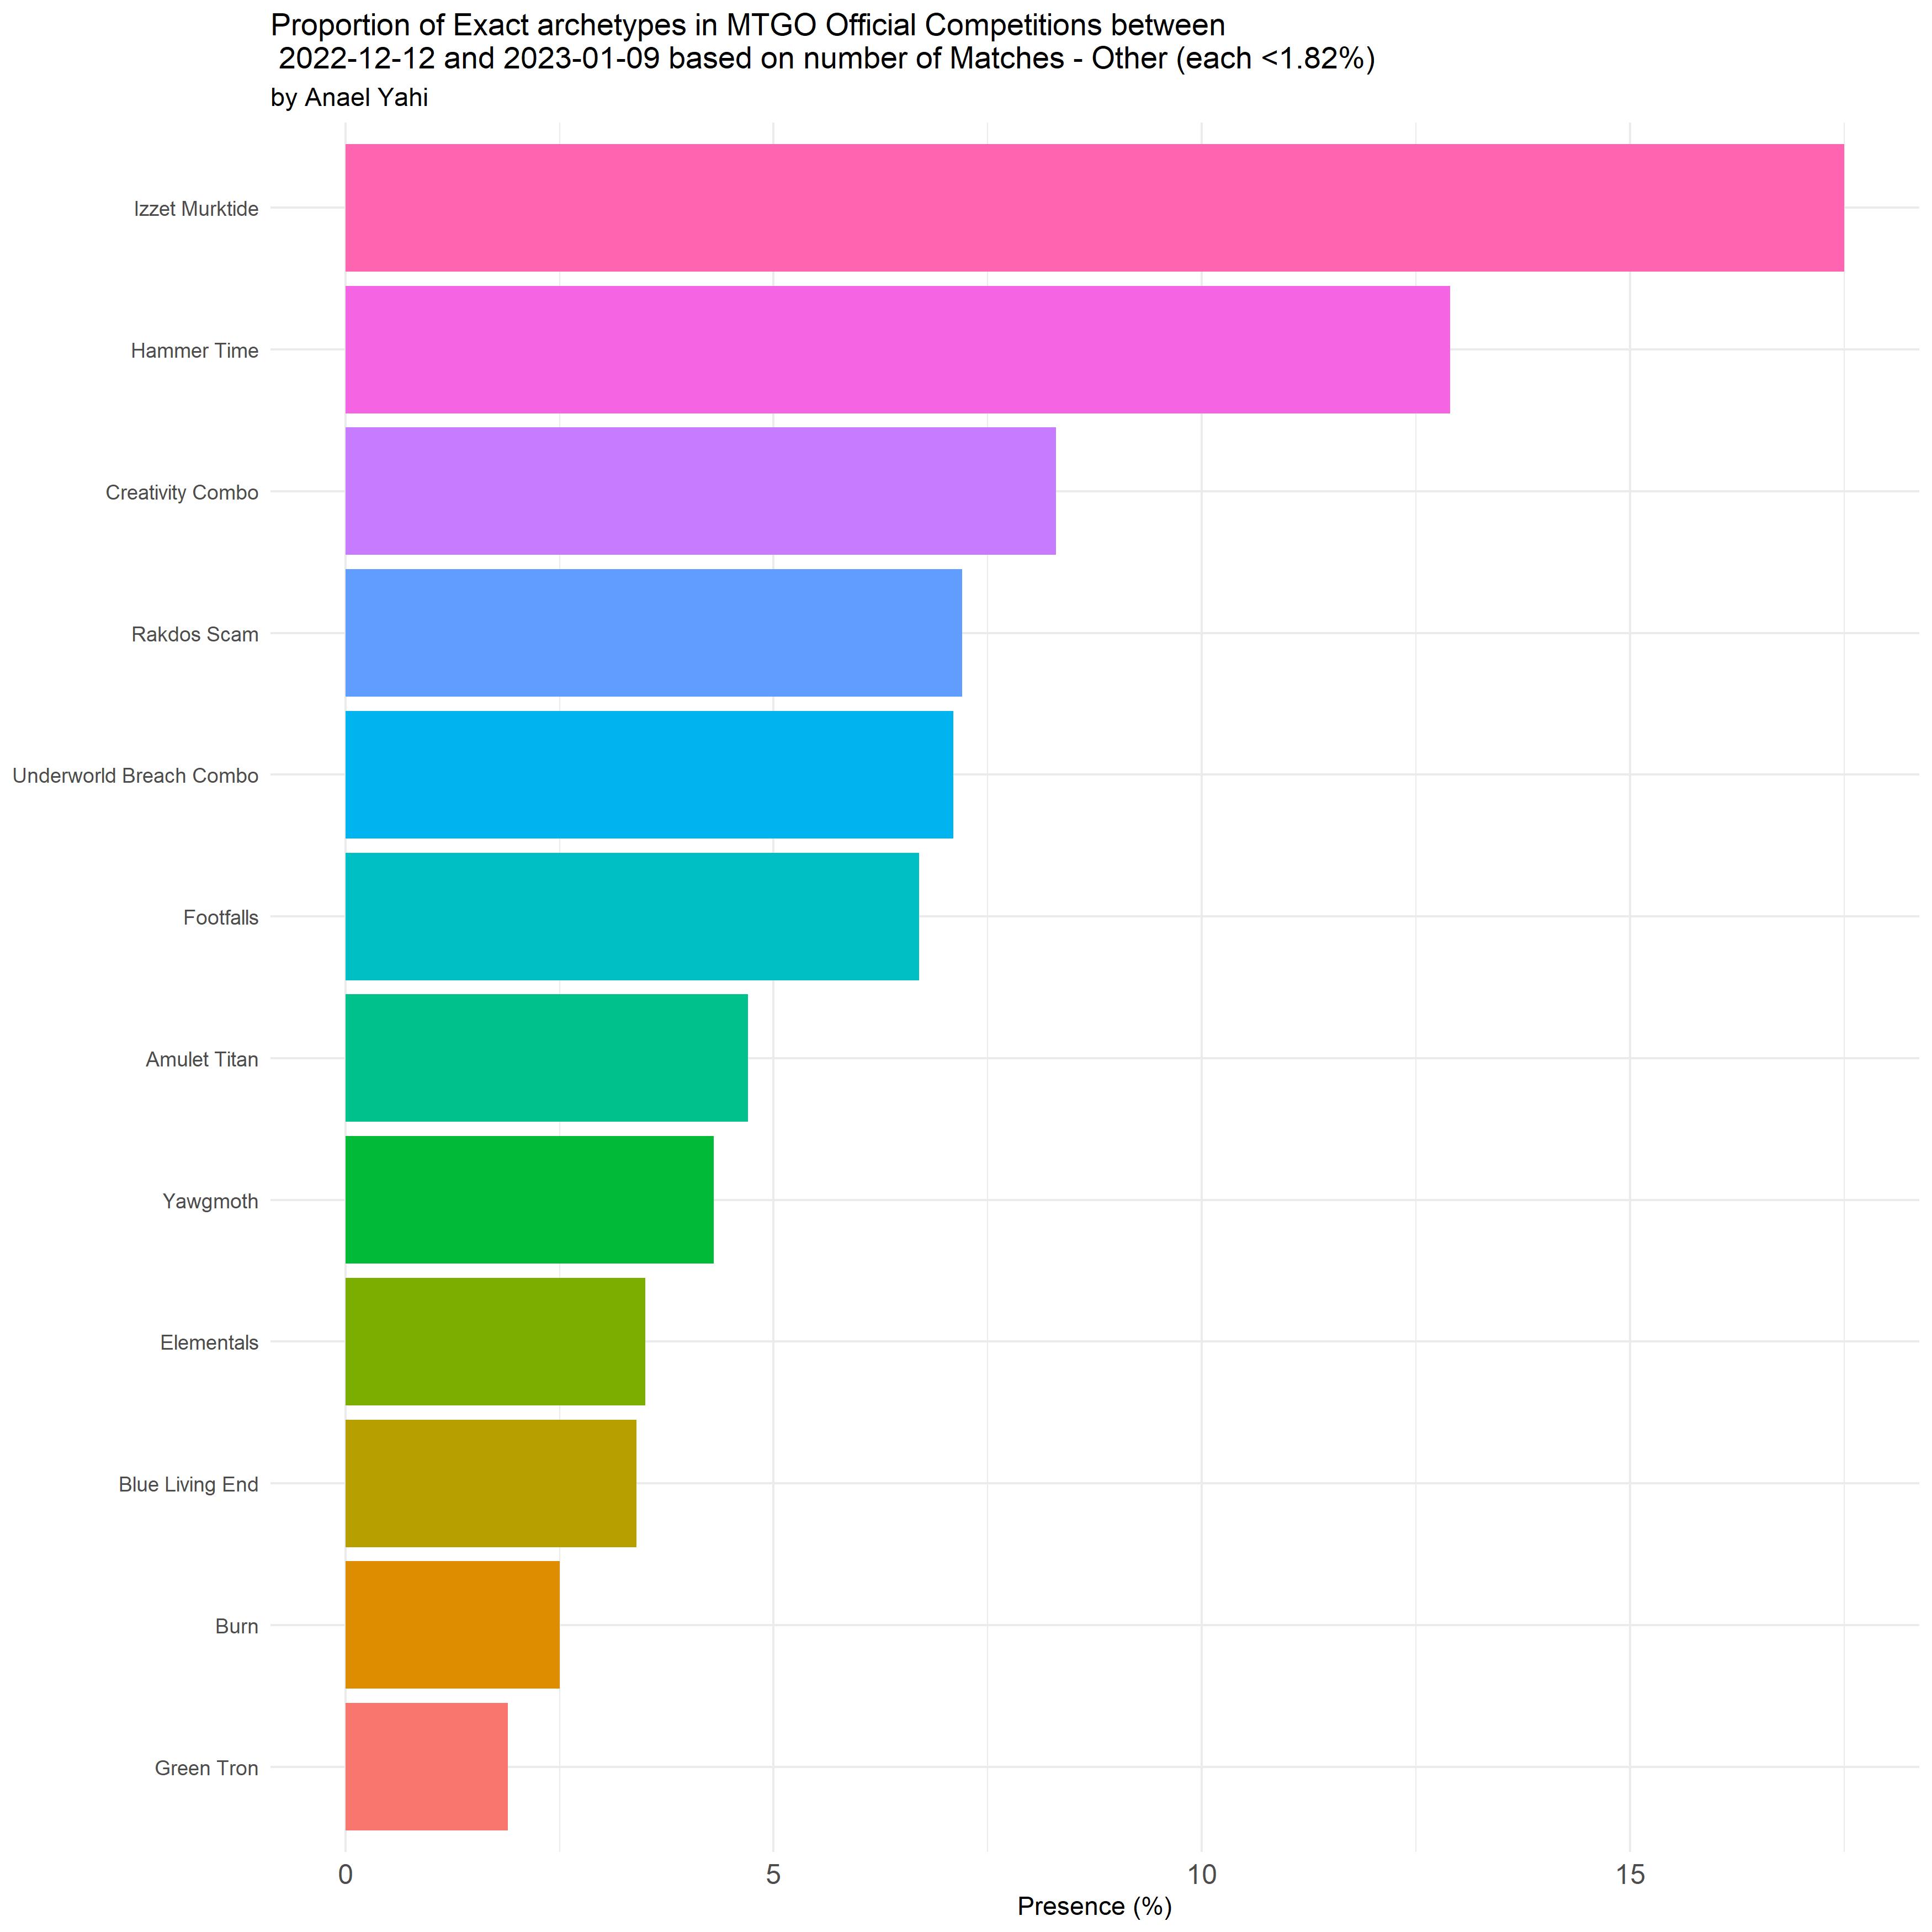 Proportion of Exact archetypes in MTGO Official Competitions between
2022-12-12 and 2023-01-09 based on number of Matches - Other (each <1.82%)
by Anael Yahi
Izzet Murktide
Hammer Time
Creativity Combo
Rakdos Scam
Underworld Breach Combo
Footfalls
Amulet Titan
Yawgmoth
Elementals
Blue Living End
Burn
Green Tron
0 5 10 15
Presence (%)